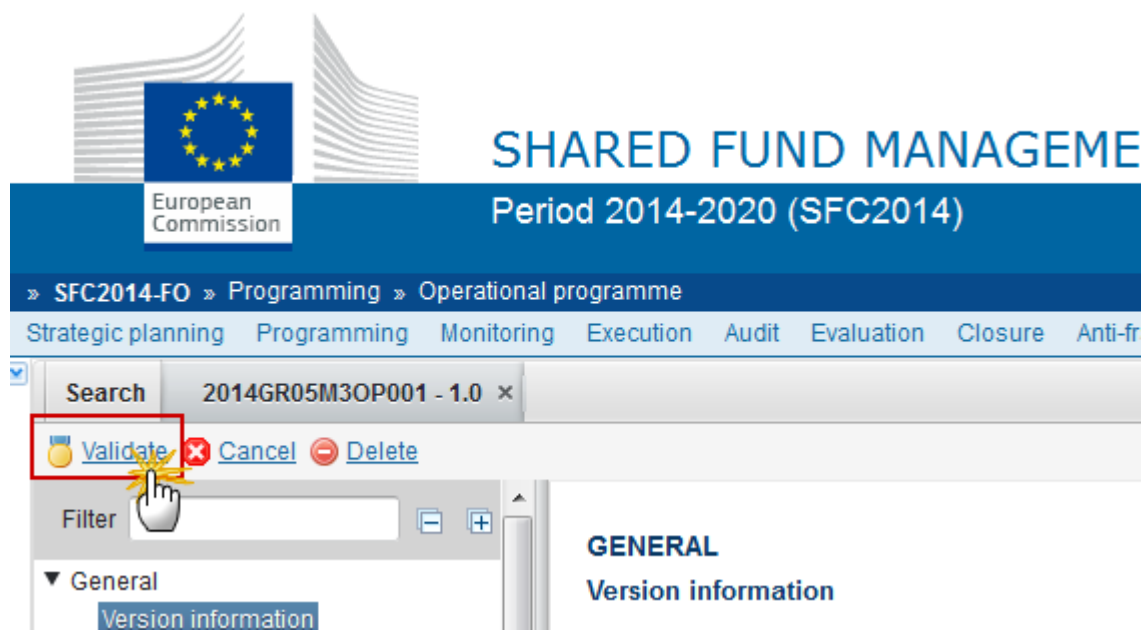 European
Commission
SHARED FUND MANAGEME
Period 2014-2020 (SFC2014)
» SFC2014-FO » Programming » Operational programme
Strategic planning Programming Monitoring Execution Audit Evaluation Closure Anti-fr
Search 2014GR05M3OP001 - 1.0 ×
Validate Cancel Delete
Filter
▼ General
Version information
GENERAL
Version information